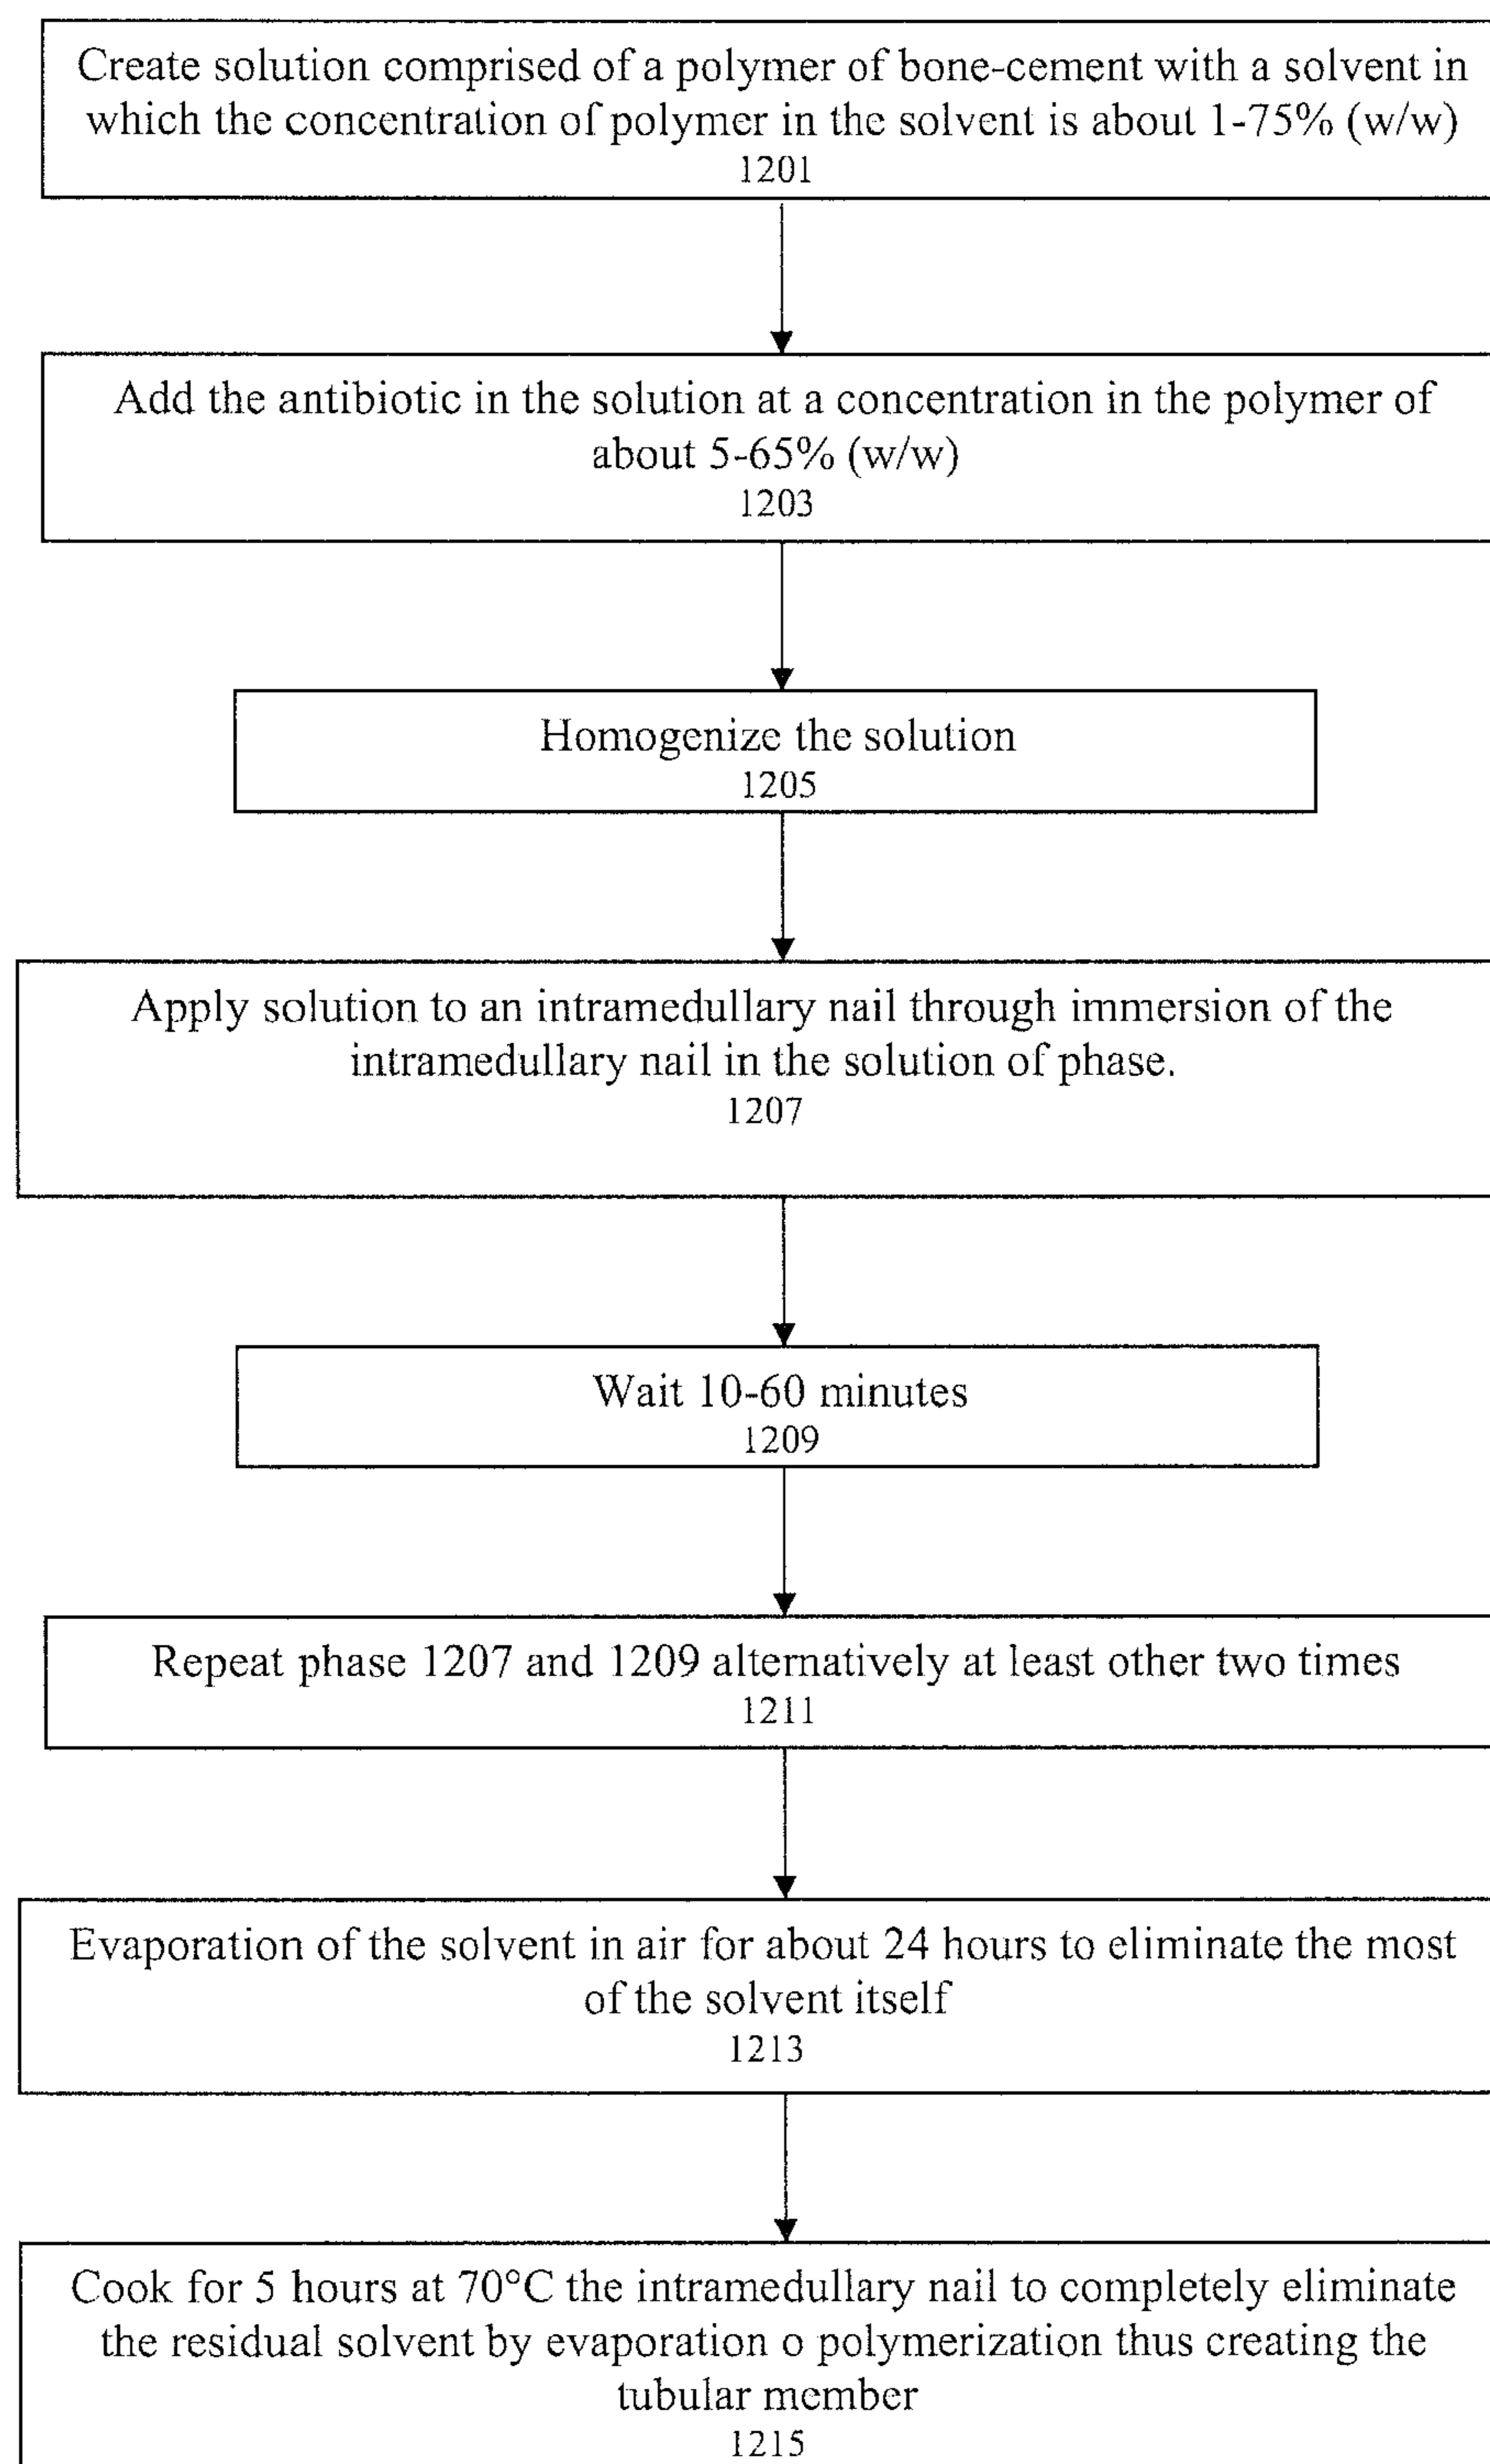 Create solution comprised of a polymer of bone-cement with a solvent in
which the concentration of polymer in the solvent is about 1-75% (w/w)
1201
Add the antibiotic in the solution at a concentration in the polymer of
about 5-65% (w/w)
1203
Homogenize the solution
1205
Apply solution to an intramedullary nail through immersion of the
intramedullary nail in the solution of phase.
1207
Wait 10-60 minutes
1209
Repeat phase 1207 and 1209 alternatively at least other two times
1211
Evaporation of the solvent in air for about 24 hours to eliminate the most
of the solvent itself
1213
Cook for 5 hours at 70°C the intramedullary nail to completely eliminate
the residual solvent by evaporation o polymerization thus creating the
tubular member
1215